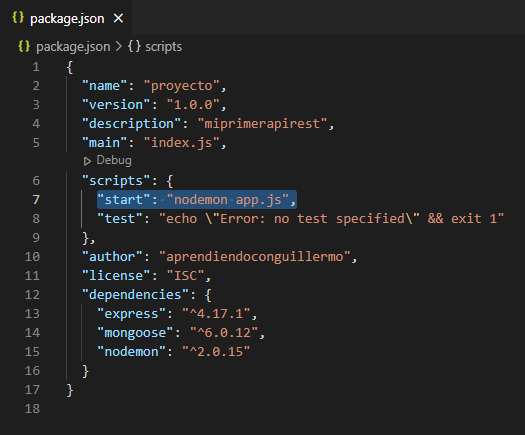 {} package.json ×
{} package.json > {} scripts
1 {
2 "name": "proyecto",
3 "version": "1.0.0",
4 "description": "miprimerapirest",
5 "main": "index.js",
Debug
6 "scripts": {
7 "start": "nodemon app.js",
8 "test": "echo \"Error: no test specified\" && exit 1"
9 },
10 "author": "aprendiendoconguillermo",
11 "license": "ISC",
12 "dependencies": {
13 "express": "^4.17.1",
14 "mongoose": "^6.0.12",
15 "nodemon": "^2.0.15"
16 }
17 }
18